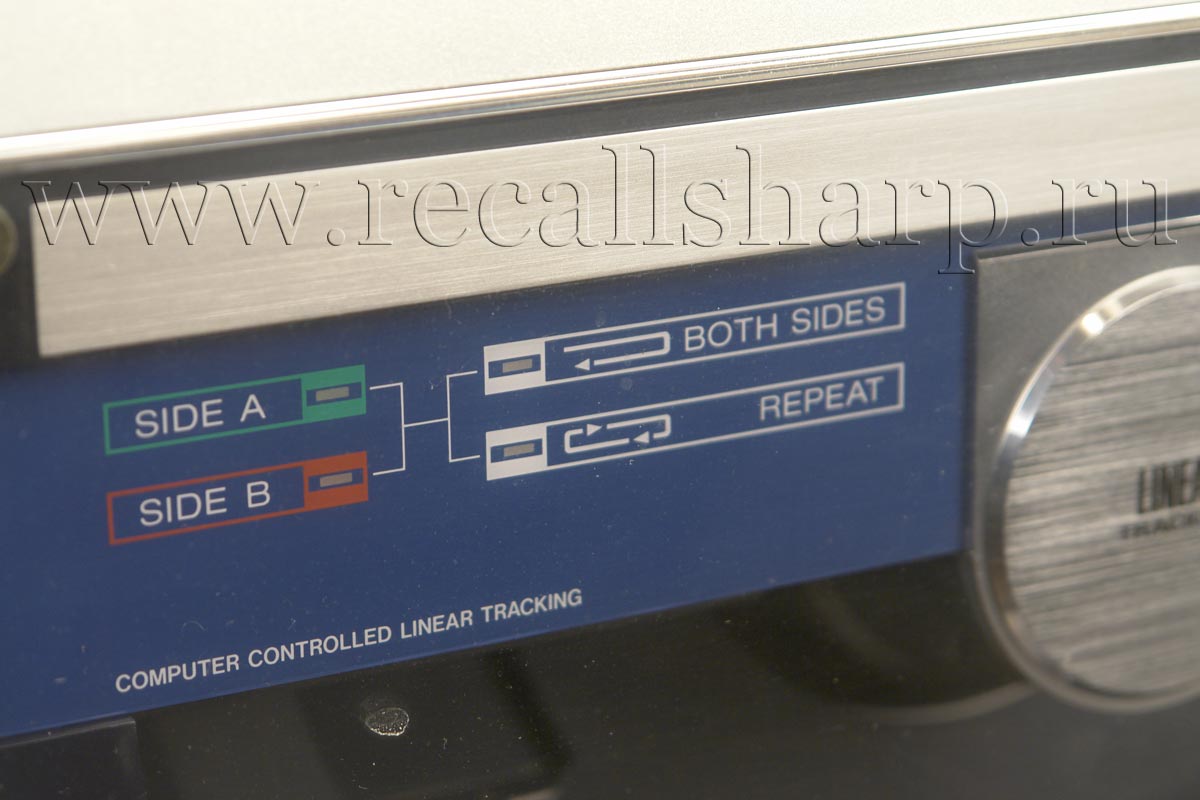 www.recallsharp.ru
BOTH SIDES
SIDE A
REPEAT
SIDE B
COMPUTER CONTROLLED LINEAR TRACKING